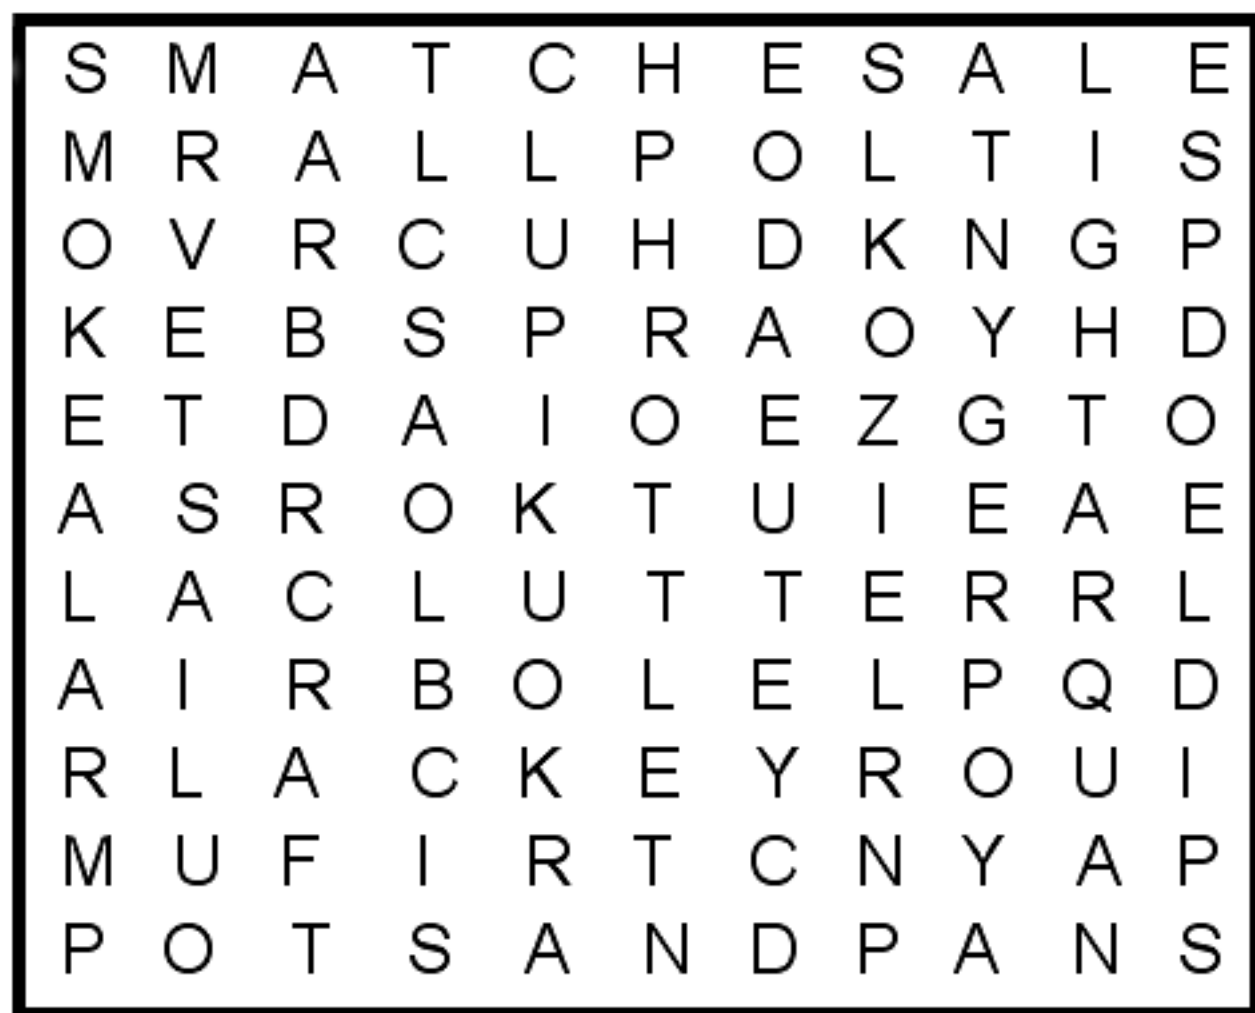 S M A T C H E S A L E
M R A L L P O L T I S
O V R C U H D K N G P
K E B S P R A O Y H D
E T D A I O E Z G T O
A S R O K T U I E A E
L A C L U T T E R R L
A I R B O L E L P Q D
R L A C K E Y R O U I
M U F I R T C N Y A P
P O T S A N D P A N S